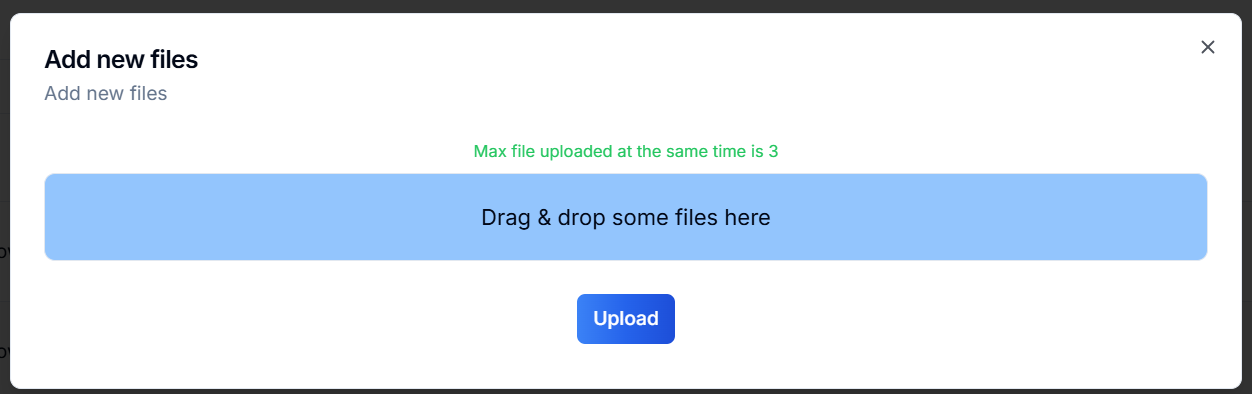 Add new files
Add new files
Max file uploaded at the same time is 3
Drag & drop some files here
Upload